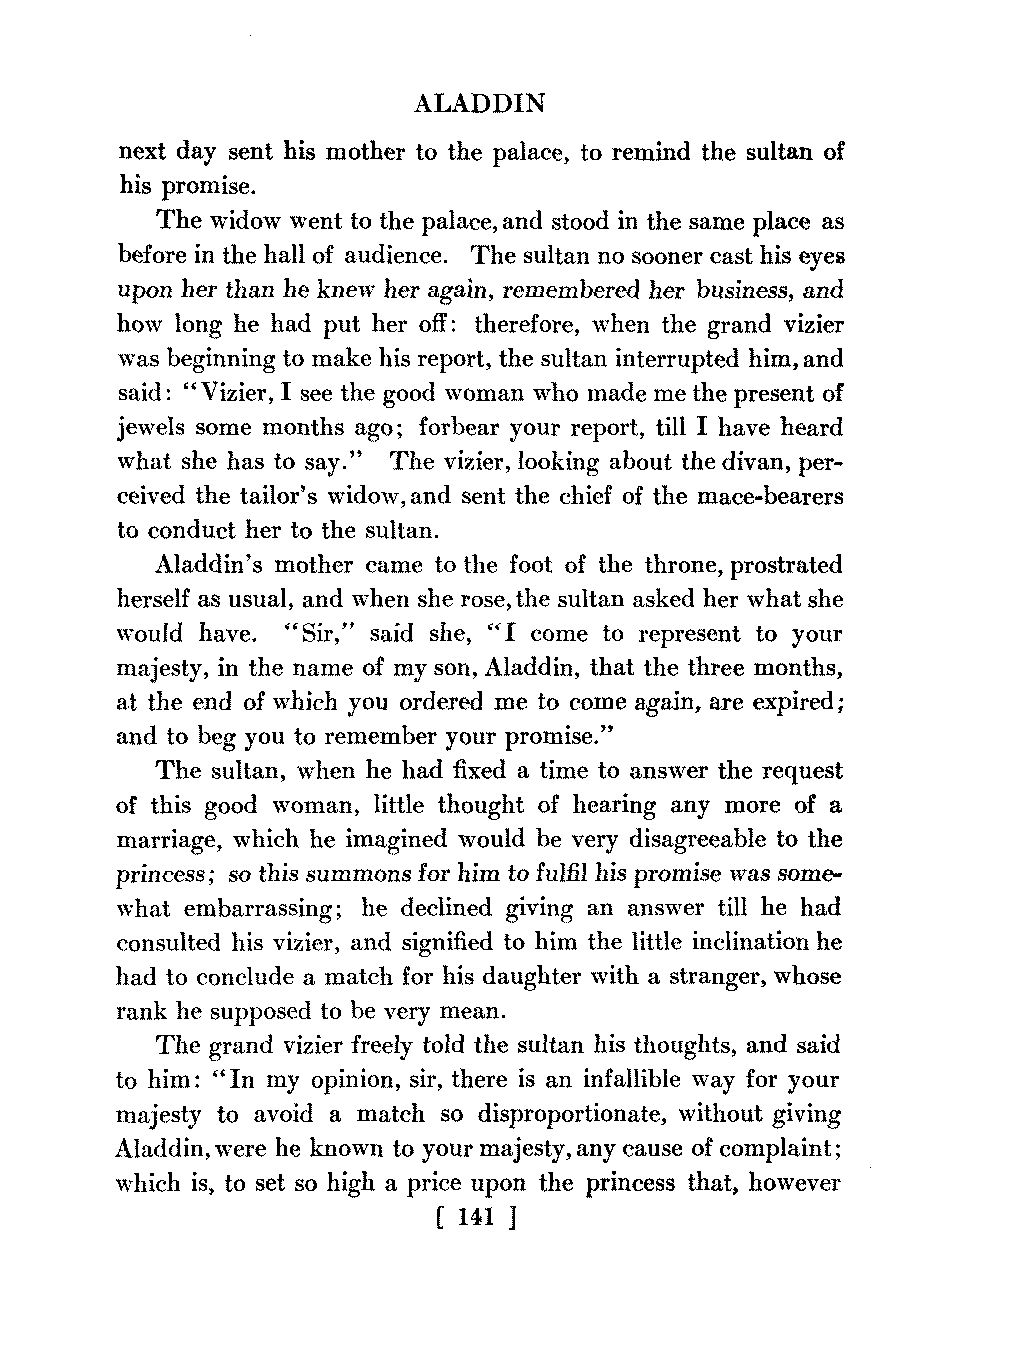 ALADDIN
next day sent his mother to the palace, to remind the sultan of
his promise.
The widow went to the palace, and stood in the same place as
before in the hall of audience. The sultan no sooner cast his eyes
upon her than he knew her again, remembered her business, and
how long he had put her off: therefore, when the grand vizier
was beginning to make his report, the sultan interrupted him, and
said: "Vizier, I see the good woman who made me the present of
jewels some months ago; forbear your report, till I have heard
what she has to say." The vizier, looking about the divan, per-
ceived the tailor's widow, and sent the chief of the mace-bearers
to conduct her to the sultan.
Aladdin's mother came to the foot of the throne, prostrated
herself as usual, and when she rose, the sultan asked her what she
would have. "Sir," said she, "I come to represent to your
majesty, in the name of my son, Aladdin, that the three months,
at the end of which you ordered me to come again, are expired;
and to beg you to remember your promise."
The sultan, when he had fixed a time to answer the request
of this good woman, little thought of hearing any more of a
marriage, which he imagined would be very disagreeable to the
princess; so this summons for him to fulfil his promise was some-
what embarrassing; he declined giving an answer till he had
consulted his vizier, and signified to him the little inclination he
had to conclude a match for his daughter with a stranger, whose
rank he supposed to be very mean.
The grand vizier freely told the sultan his thoughts, and said
to him: "In my opinion, sir, there is an infallible way for your
majesty to avoid a match so disproportionate, without giving
Aladdin, were he known to your majesty, any cause of complaint;
which is, to set so high a price upon the princess that, however
[ 141 ]